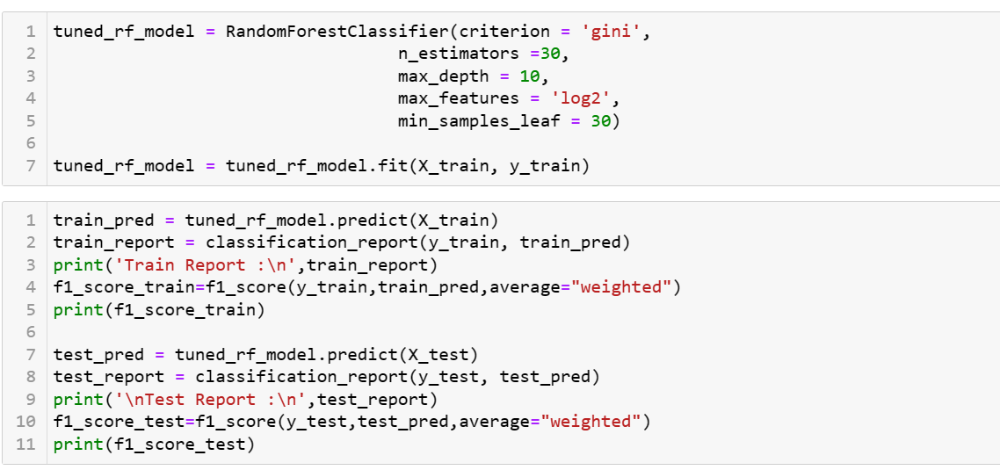 1 tuned_rf_model = RandomForestClassifier(criterion = 'gini',
2 n_estimators =30,
3 max_depth = 10,
4 max_features = 'log2',
5 min_samples_leaf = 30)
6
7 tuned_rf_model = tuned_rf_model.fit(X_train, y_train)
1 train_pred = tuned_rf_model.predict(X_train)
2 train_report = classification_report(y_train, train_pred)
3 print('Train Report :\n',train_report)
4 f1_score_train=f1_score(y_train,train_pred,average="weighted")
5 print(f1_score_train)
6
7 test_pred = tuned_rf_model.predict(X_test)
8 test_report = classification_report(y_test, test_pred)
9 print('\nTest Report :\n',test_report)
10 f1_score_test=f1_score(y_test,test_pred,average="weighted")
11 print(f1_score_test)